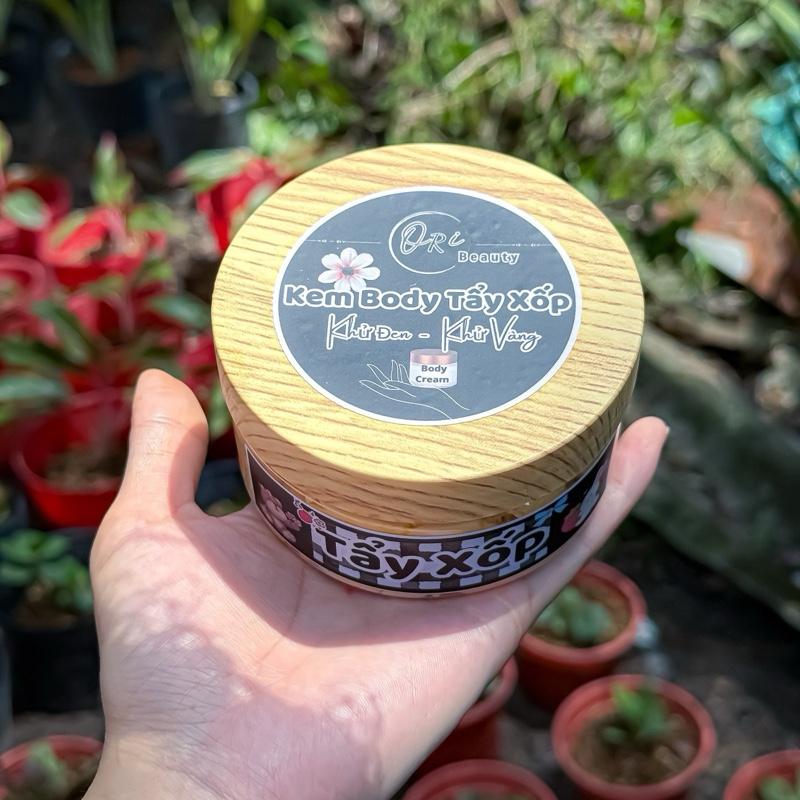 ORi
Beauty
Kem Body Tẩy Xốp
Khử Đen - Khử Vàng
Body
Cream
Tẩy xốp